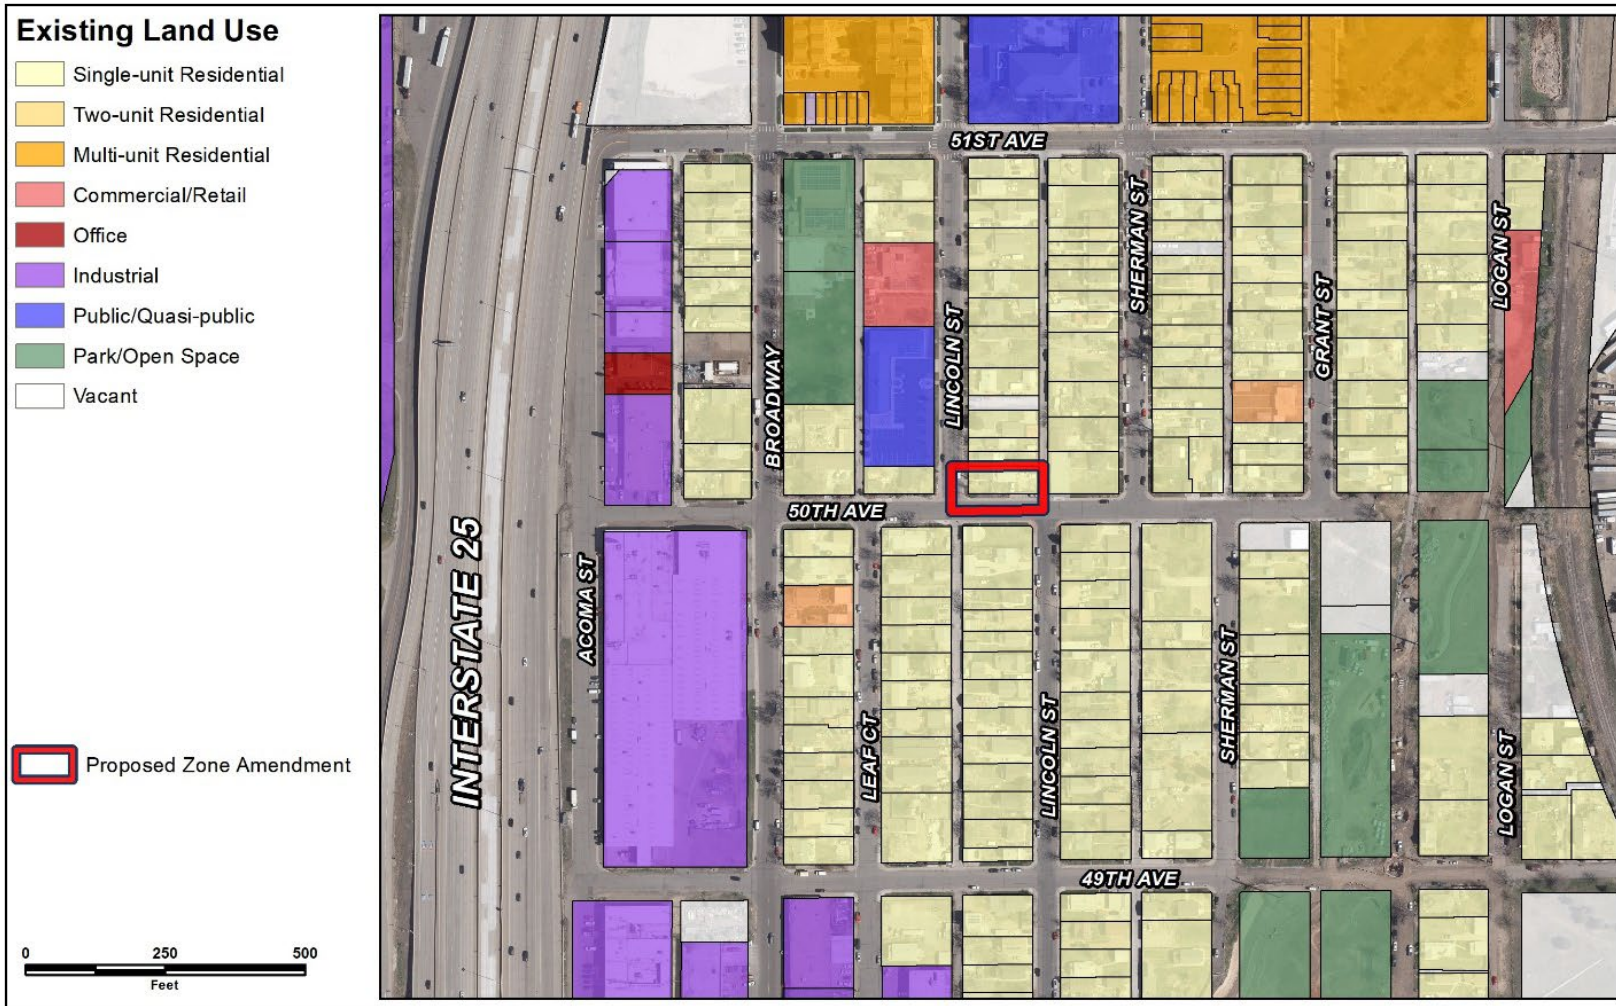 Existing Land Use
Single-unit Residential
Two-unit Residential
Multi-unit Residential
Commercial/Retail
Office
Industrial
Public/Quasi-public
Park/Open Space
Vacant
Proposed Zone Amendment
0 250 500
Feet
51ST AVE
SHERMAN ST
LOGAN ST
GRANT ST
LINCOLN ST
BROADWAY
50TH AVE
INTERSTATE 25
ACOMA ST
LEAF CT
LINCOLN ST
SHERMAN ST
LOGAN ST
49TH AVE